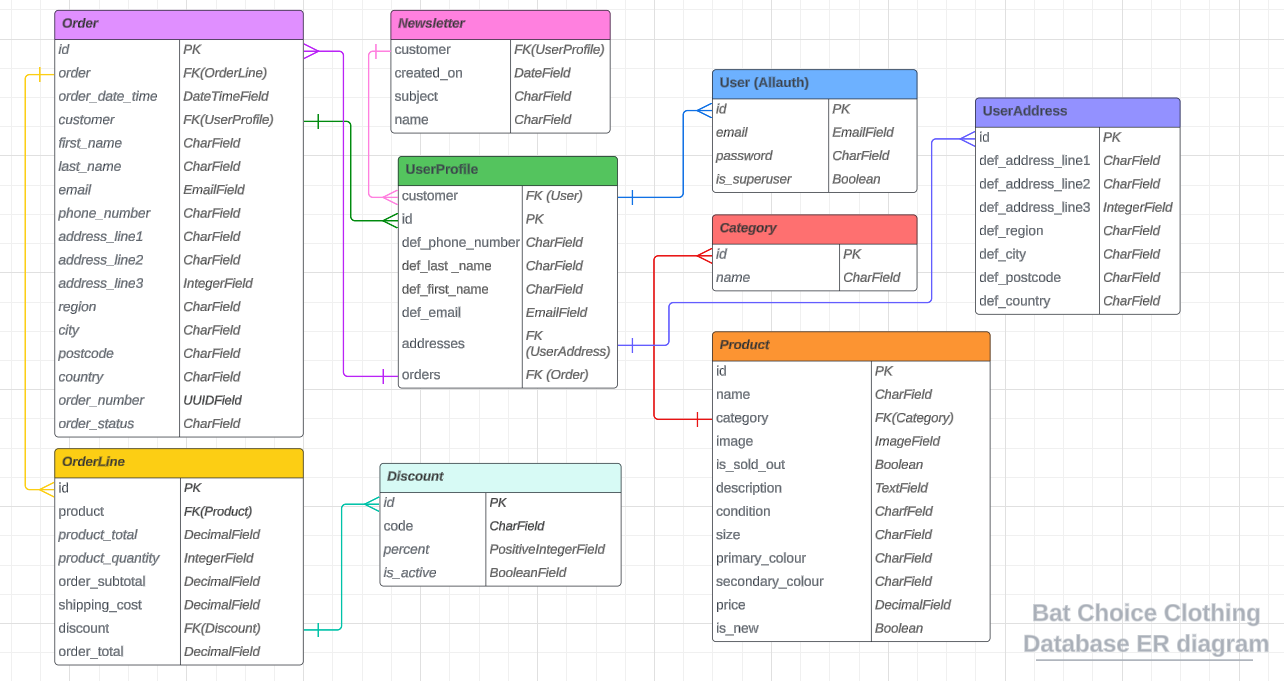 Order
id PK
order FK(OrderLine)
order_date_time DateTimeField
customer FK(UserProfile)
first_name CharField
last_name CharField
email EmailField
phone_number CharField
address_line1 CharField
address_line2 CharField
address_line3 IntegerField
region CharField
city CharField
postcode CharField
country CharField
order_number UUIDField
order_status CharField
OrderLine
id PK
product FK(Product)
product_total DecimalField
product_quantity IntegerField
order_subtotal DecimalField
shipping_cost DecimalField
discount FK(Discount)
order_total DecimalField
Newsletter
customer FK(UserProfile)
created_on DateField
subject CharField
name CharField
UserProfile
customer FK (User)
id PK
def_phone_number CharField
def_last _name CharField
def_first_name CharField
def_email EmailField
addresses FK
(UserAddress)
orders FK (Order)
Discount
id PK
code CharField
percent PositiveIntegerField
is_active BooleanField
User (Allauth)
id PK
email EmailField
password CharField
is_superuser Boolean
Category
id PK
name CharField
Product
id PK
name CharField
category FK(Category)
image ImageField
is_sold_out Boolean
description TextField
condition CharfFeld
size CharField
primary_colour CharField
secondary_colour CharField
price DecimalField
is_new Boolean
UserAddress
id PK
def_address_line1 CharField
def_address_line2 CharField
def_address_line3 IntegerField
def_region CharField
def_city CharField
def_postcode CharField
def_country CharField
Bat Choice Clothing
Database ER diagram